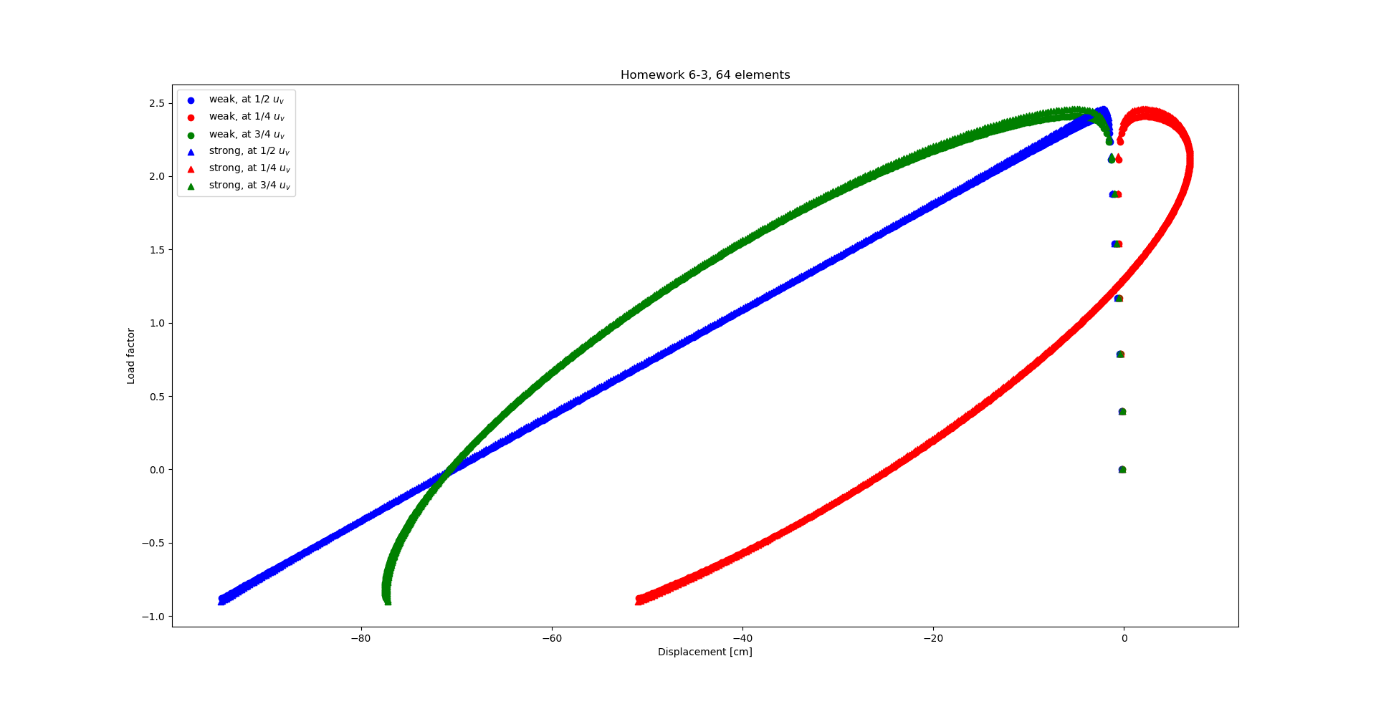 Homework 6-3, 64 elements
weak, at 1/2 u_v
weak, at 1/4 u_v
weak, at 3/4 u_v
strong, at 1/2 u_v
strong, at 1/4 u_v
strong, at 3/4 u_v
2.5
2.0
1.5
1.0
0.5
0.0
−0.5
−1.0
Load factor
−80
−60
−40
−20
0
Displacement [cm]